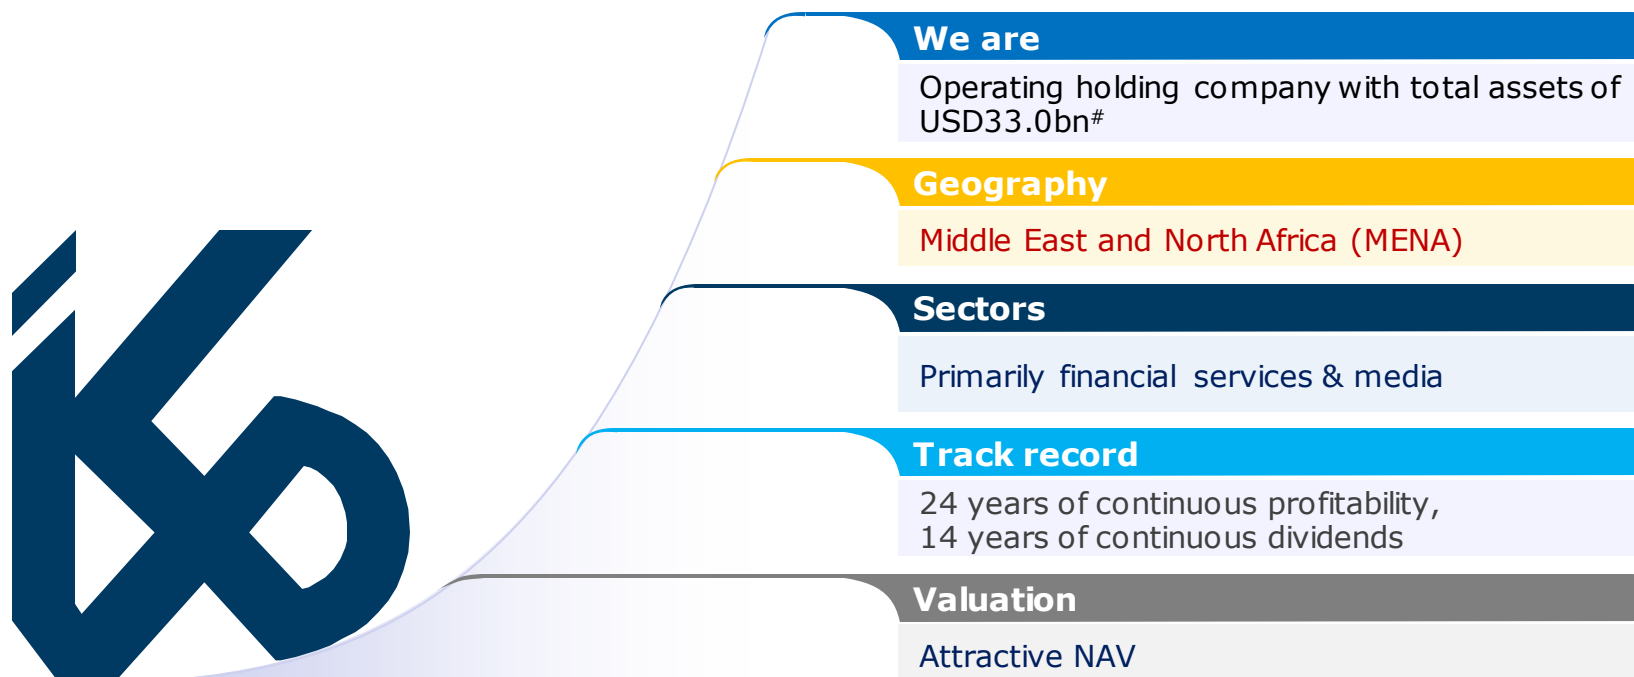 We are
Operating holding company with total assets of
USD33.0bn#
Geography
Middle East and North Africa (MENA)
Sectors
Primarily financial services & media
Track record
24 years of continuous profitability,
14 years of continuous dividends
Valuation
Attractive NAV